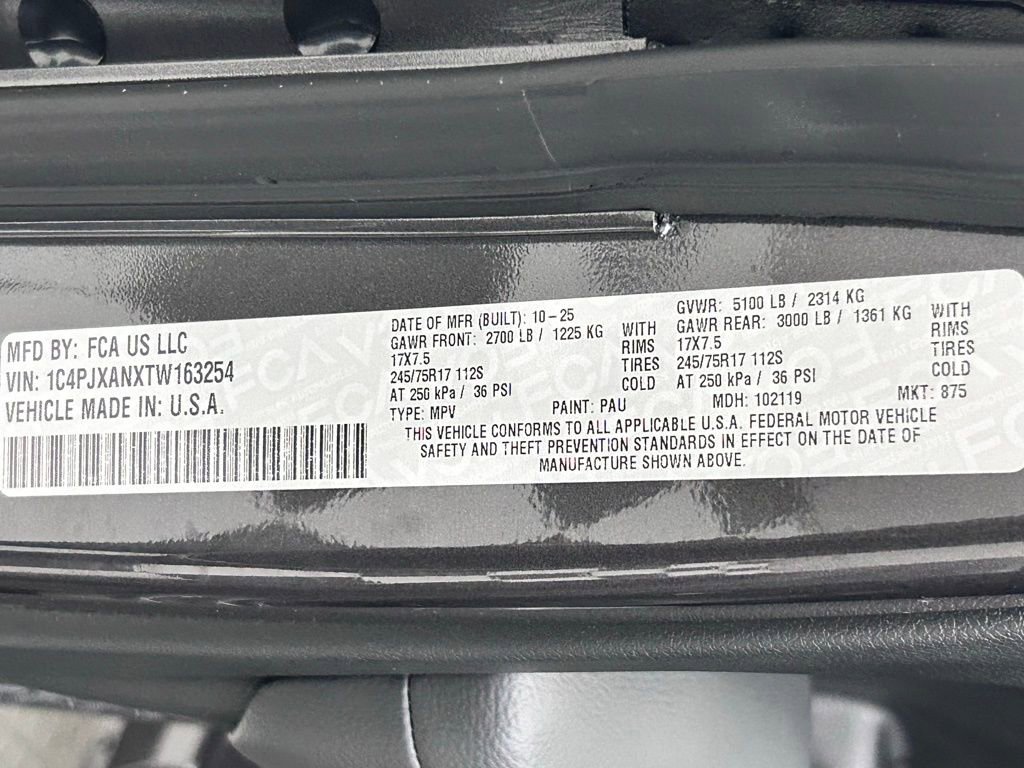 MFD BY: FCA US LLC
VIN: 1C4PJXANXTW163254
VEHICLE MADE IN: U.S.A.
DATE OF MFR (BUILT): 10-25
GAWR FRONT: 2700 LB / 1225 KG WITH
17X7.5 RIMS
245/75R17 112S TIRES
AT 250 kPa / 36 PSI COLD
GVWR: 5100 LB / 2314 KG
GAWR REAR: 3000 LB / 1361 KG WITH
17X7.5 RIMS
245/75R17 112S TIRES
AT 250 kPa / 36 PSI COLD
TYPE: MPV PAINT: PAU MDH: 102119 MKT: 875
THIS VEHICLE CONFORMS TO ALL APPLICABLE U.S.A. FEDERAL MOTOR VEHICLE
SAFETY AND THEFT PREVENTION STANDARDS IN EFFECT ON THE DATE OF
MANUFACTURE SHOWN ABOVE.